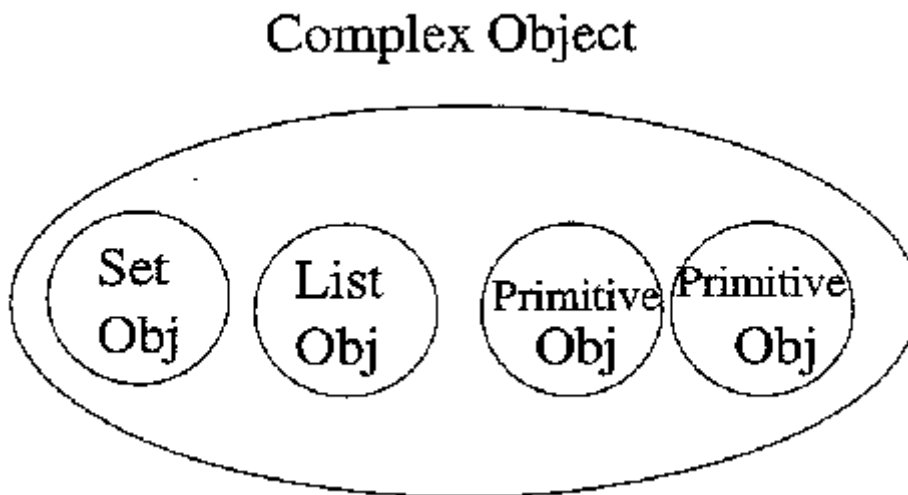 Complex Object
Set
Obj
List
Obj
Primitive
Obj
Primitive
Obj